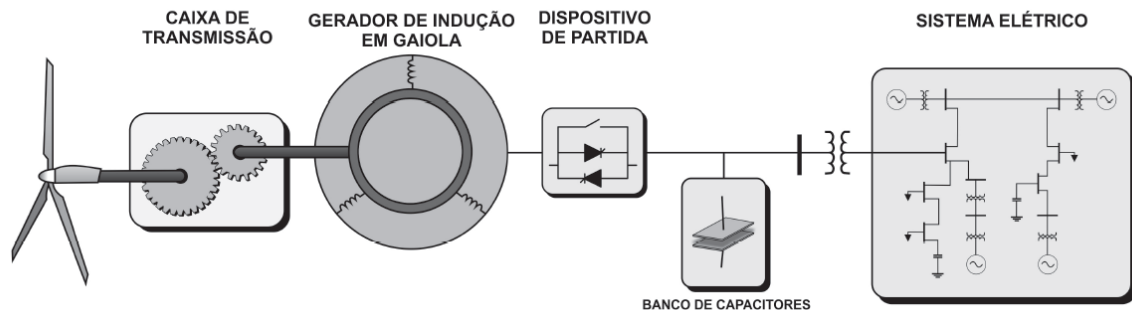 CAIXA DE
TRANSMISSÃO
GERADOR DE INDUÇÃO
EM GAIOLA
DISPOSITIVO
DE PARTIDA
SISTEMA ELÉTRICO
BANCO DE CAPACITORES